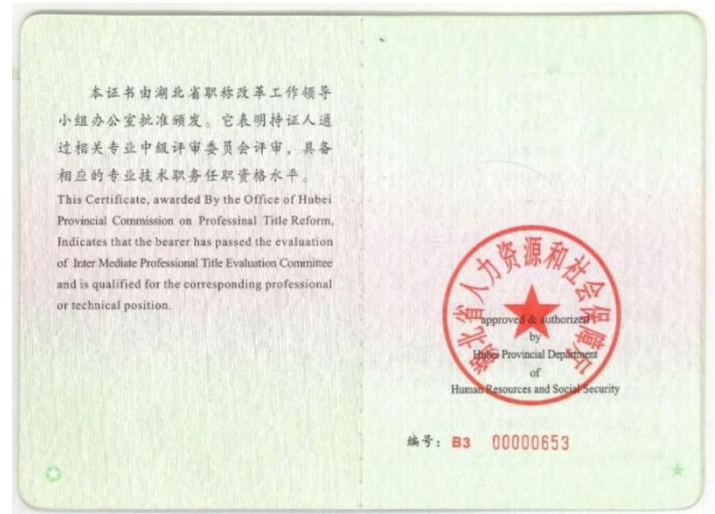 本证书由湖北省职称改革工作领导
小组办公室批准颁发。它表明持证人通
过相关专业中级评审委员会评审，具备
相应的专业技术职务任职资格水平。
This Certificate, awarded By the Office of Hubei
Provincial Commission on Professinal Title Reform,
Indicates that the bearer has passed the evaluation
of Inter Mediate Professional Title Evaluation Committee
and is qualified for the corresponding professional
or technical position.
湖北省人力资源和社会保障厅
approved & authorized
by
Hubei Provincial Department
of
Human Resources and Social Security
编号：B3 00000653